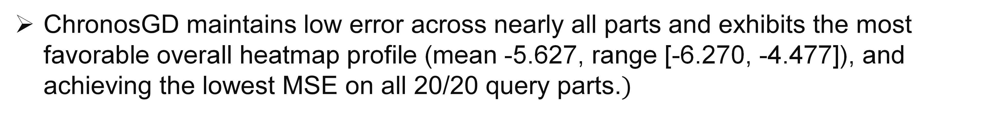 ➢ ChronosGD maintains low error across nearly all parts and exhibits the most
favorable overall heatmap profile (mean -5.627, range [-6.270, -4.477]), and
achieving the lowest MSE on all 20/20 query parts.)